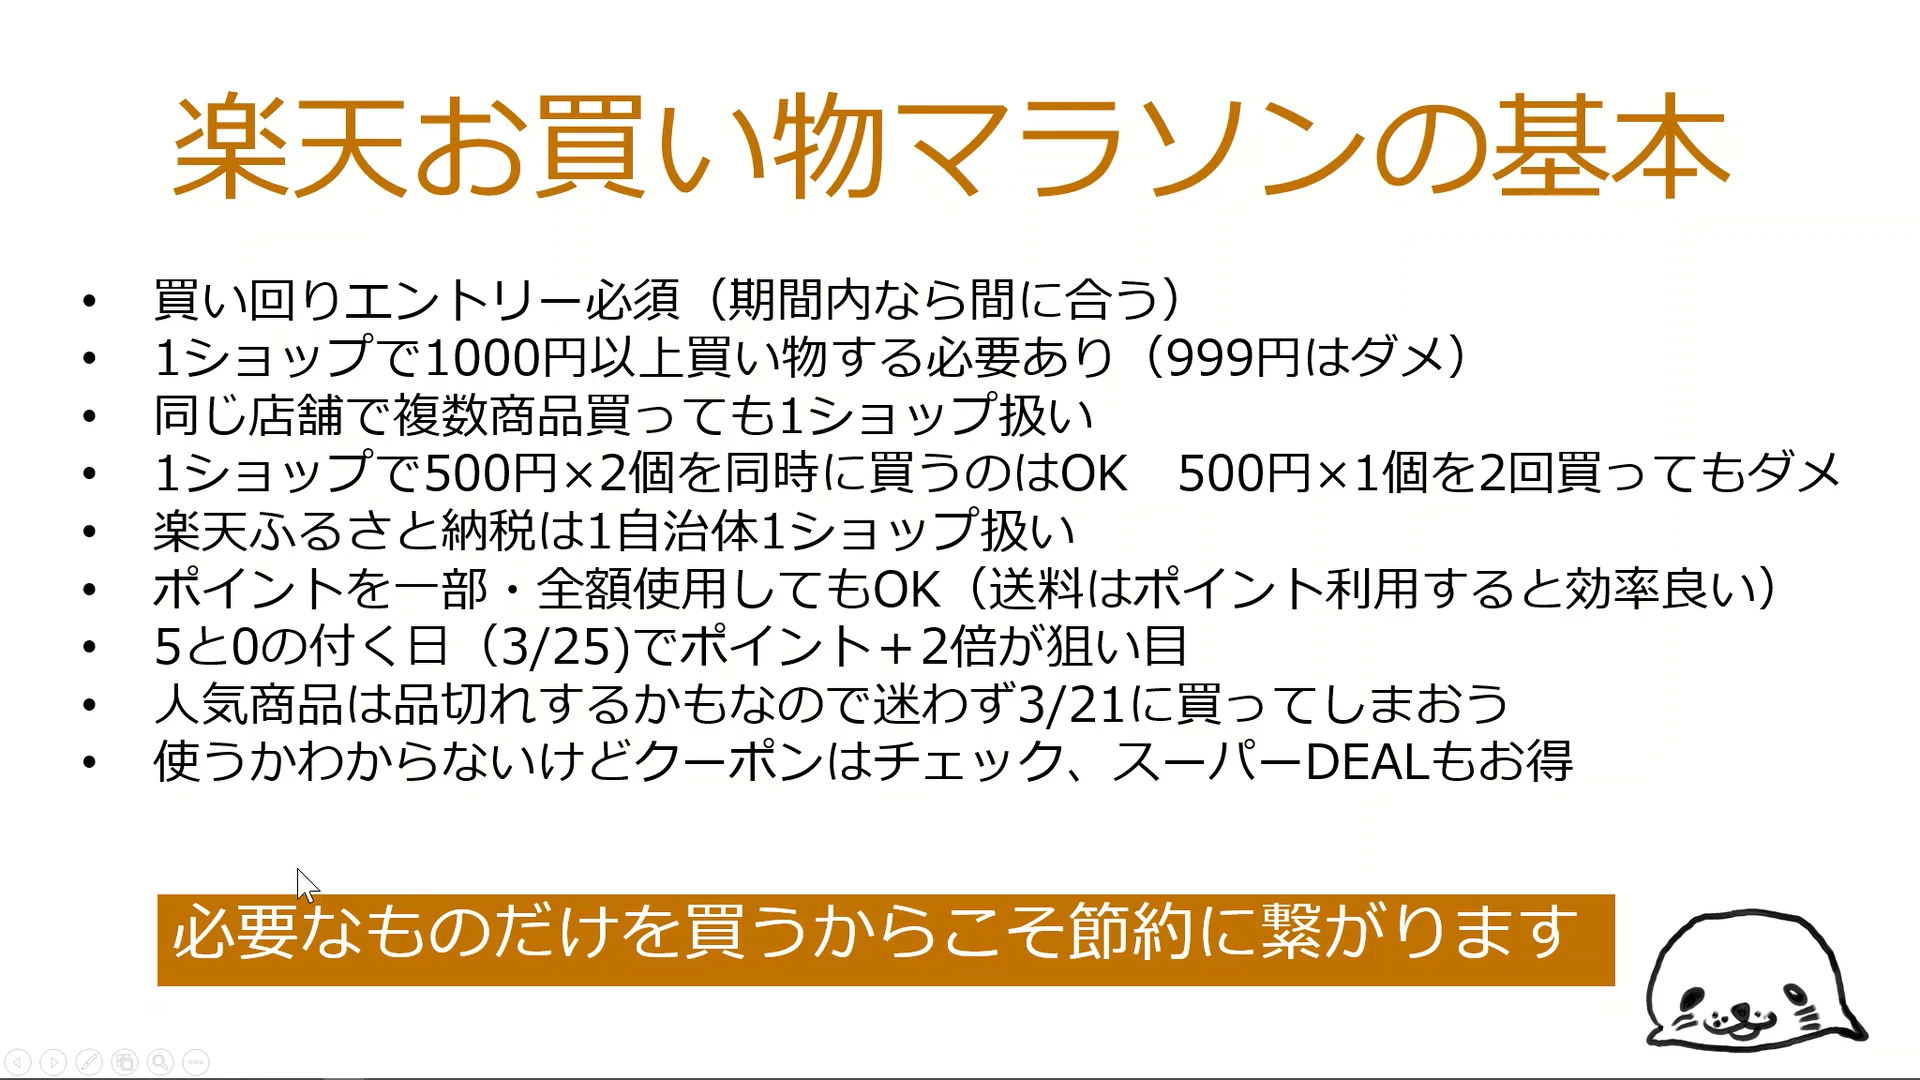 楽天お買い物マラソンの基本
• 買い回りエントリー必須（期間内なら間に合う）
• 1ショップで1000円以上買い物する必要あり（999円はダメ）
• 同じ店舗で複数商品買っても1ショップ扱い
• 1ショップで500円×2個を同時に買うのはOK　500円×1個を2回買ってもダメ
• 楽天ふるさと納税は1自治体1ショップ扱い
• ポイントを一部・全額使用してもOK（送料はポイント利用すると効率良い）
• 5と0の付く日（3/25)でポイント＋2倍が狙い目
• 人気商品は品切れするかもなので迷わず3/21に買ってしまおう
• 使うかわからないけどクーポンはチェック、スーパーDEALもお得
必要なものだけを買うからこそ節約に繋がります